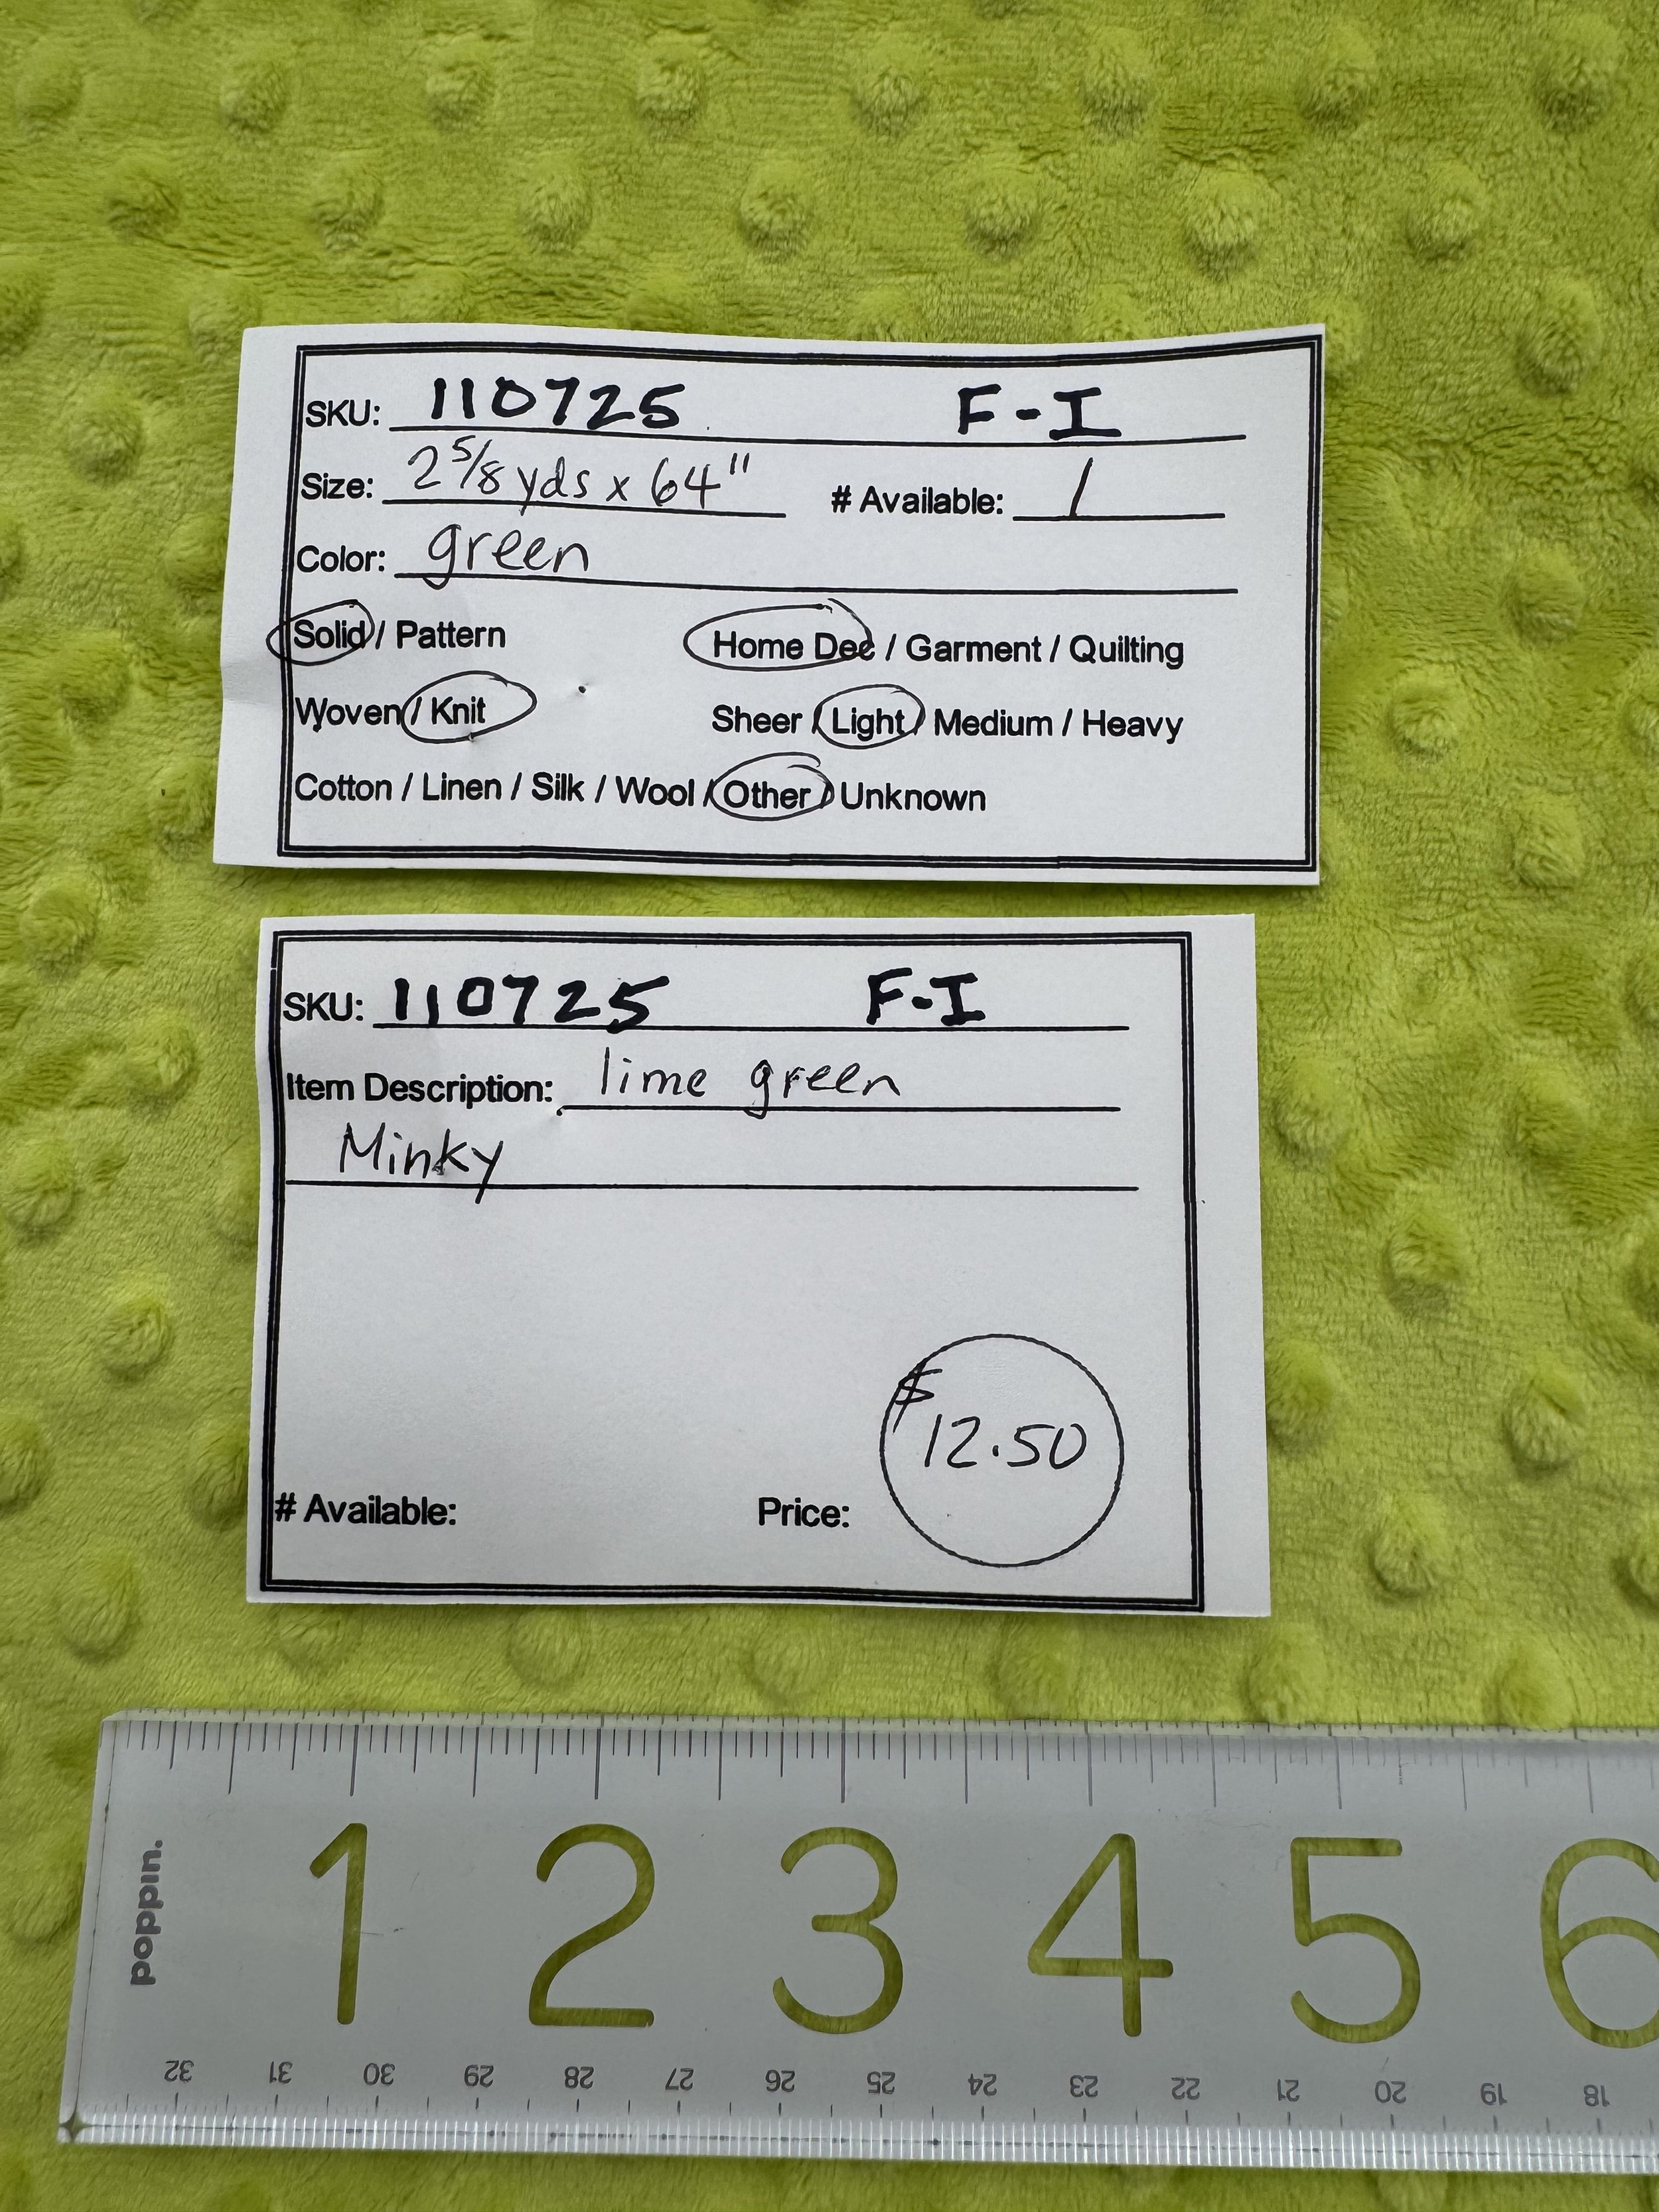 SKU: 110725 F-I
Size: 2 5/8 yds x 64" # Available: 1
Color: green
Solid / Pattern Home Dec / Garment / Quilting
Woven / Knit Sheer / Light / Medium / Heavy
Cotton / Linen / Silk / Wool / Other / Unknown
SKU: 110725 F-I
Item Description: lime green
Minky
$12.50
# Available: Price:
poppin.
1 2 3 4 5 6
32 31 30 29 28 27 26 25 24 23 22 21 20 19 18